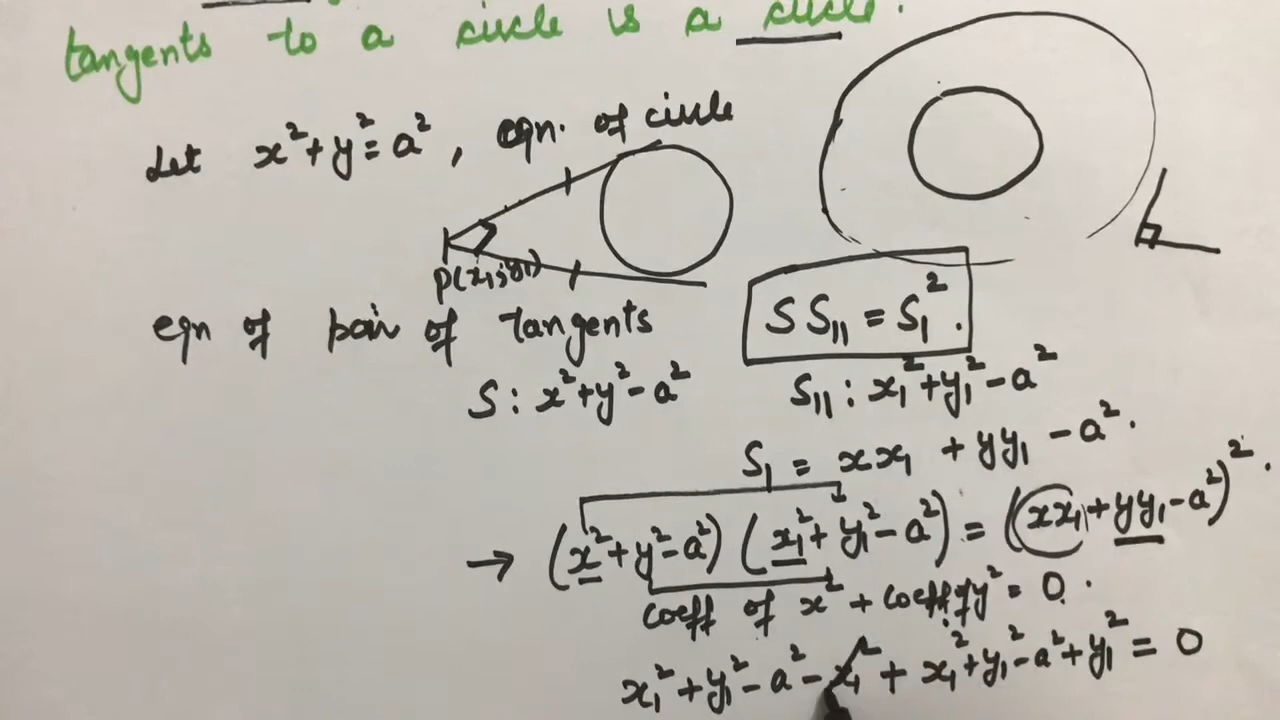 tangents to a circle is a circle.
Let x² + y² = a², eqn. of circle
P(x₁, y₁)
eqn of pair of tangents
S S₁₁ = S₁².
S : x² + y² - a²
S₁₁ : x₁² + y₁² - a²
S₁ = xx₁ + yy₁ - a².
→ (x² + y² - a²) (x₁² + y₁² - a²) = (xx₁ + yy₁ - a²)².
coeff of x² + coeff of y² = 0.
x₁² + y₁² - a² - x₁² + x₁² + y₁² - a² + y₁² = 0